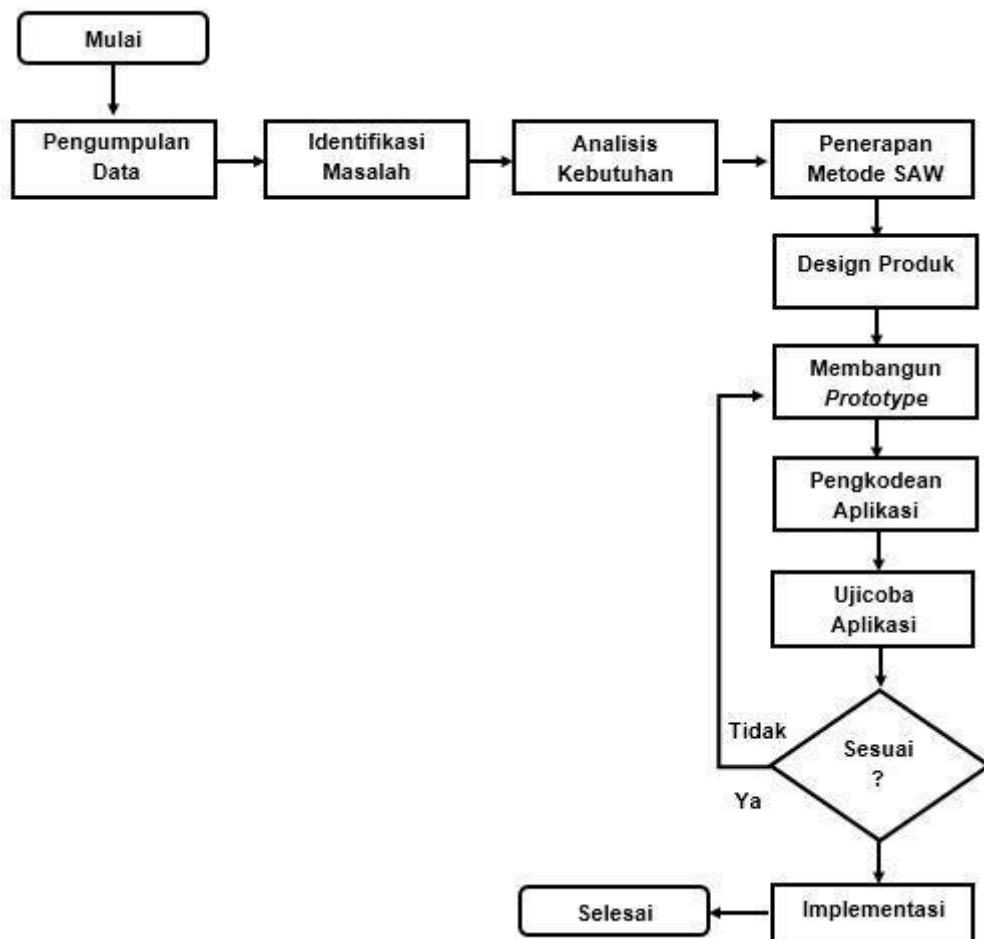 Mulai
Pengumpulan
Data
Identifikasi
Masalah
Analisis
Kebutuhan
Penerapan
Metode SAW
Design Produk
Membangun
Prototype
Pengkodean
Aplikasi
Ujicoba
Aplikasi
Tidak
Sesuai
?
Ya
Implementasi
Selesai